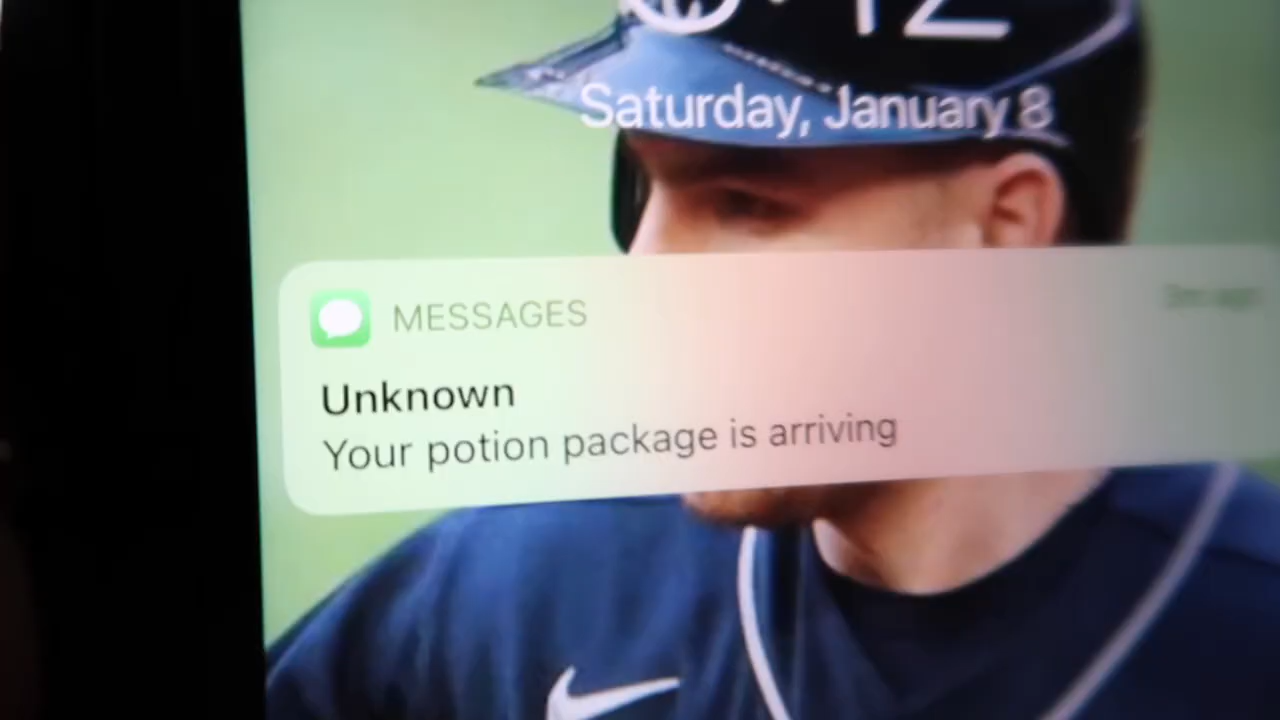 Saturday, January 8
MESSAGES
Unknown
Your potion package is arriving